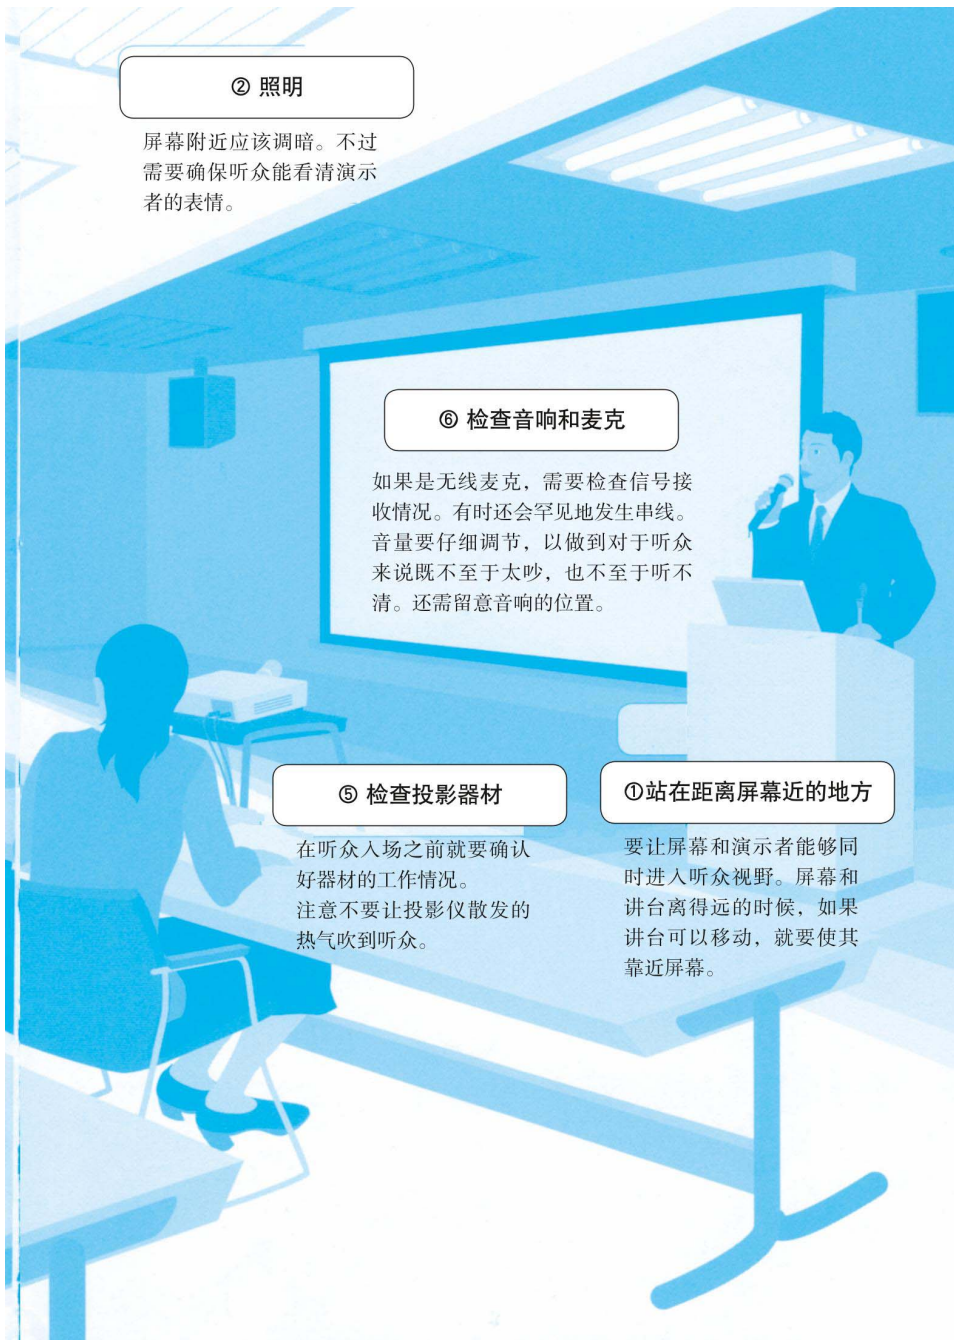 ② 照明
屏幕附近应该调暗。不过
需要确保听众能看清演示
者的表情。
⑥ 检查音响和麦克
如果是无线麦克，需要检查信号接
收情况。有时还会罕见地发生串线。
音量要仔细调节，以做到对于听众
来说既不至于太吵，也不至于听不
清。还需留意音响的位置。
⑤ 检查投影器材
在听众入场之前就要确认
好器材的工作情况。
注意不要让投影仪散发的
热气吹到听众。
①站在距离屏幕近的地方
要让屏幕和演示者能够同
时进入听众视野。屏幕和
讲台离得远的时候，如果
讲台可以移动，就要使其
靠近屏幕。